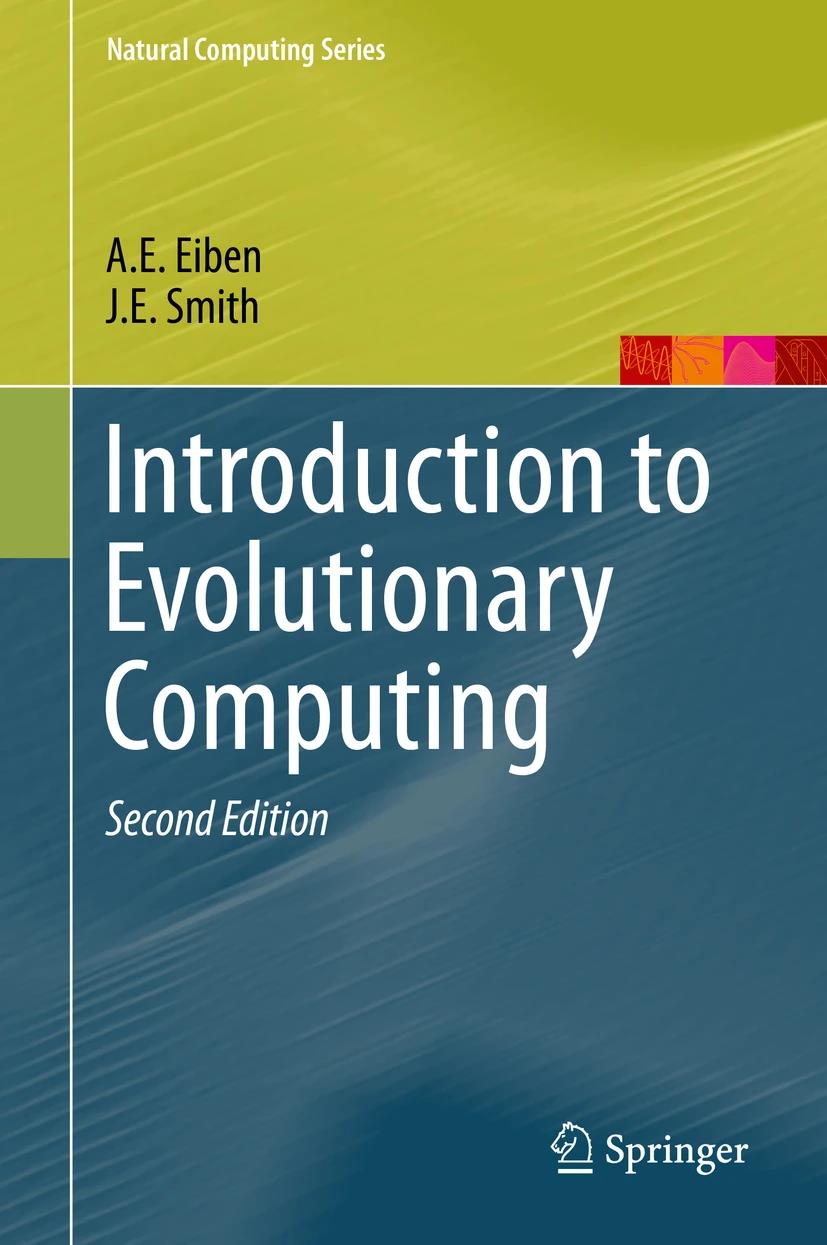 Natural Computing Series
A.E. Eiben
J.E. Smith
Introduction to
Evolutionary
Computing
Second Edition
Springer